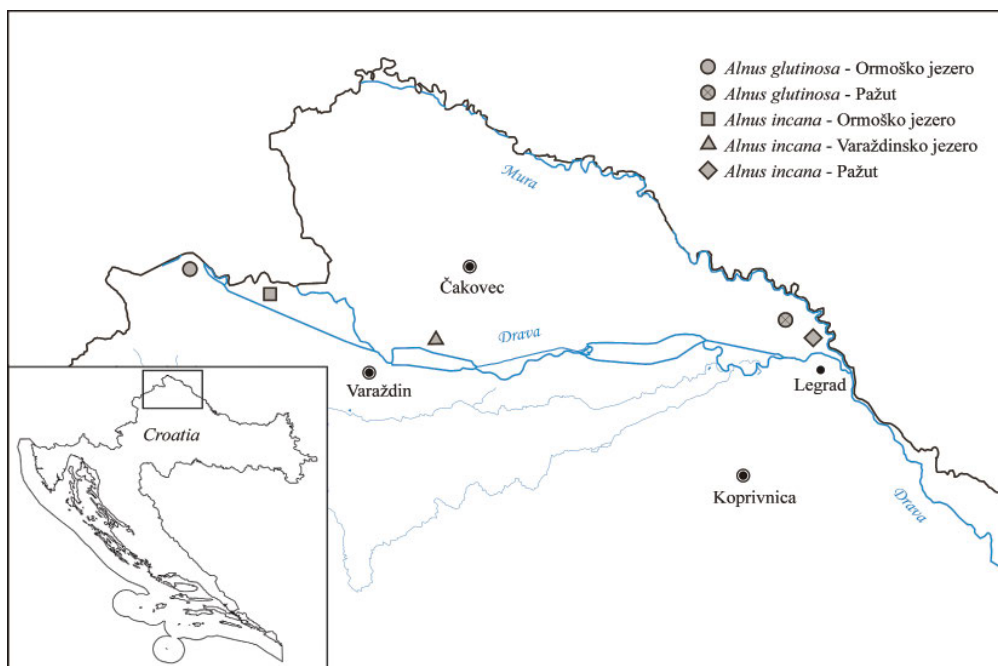 Alnus glutinosa - Ormoško jezero
Alnus glutinosa - Pažut
Alnus incana - Ormoško jezero
Alnus incana - Varaždinsko jezero
Alnus incana - Pažut
Mura
Čakovec
Drava
Varaždin
Legrad
Croatia
Koprivnica
Drava